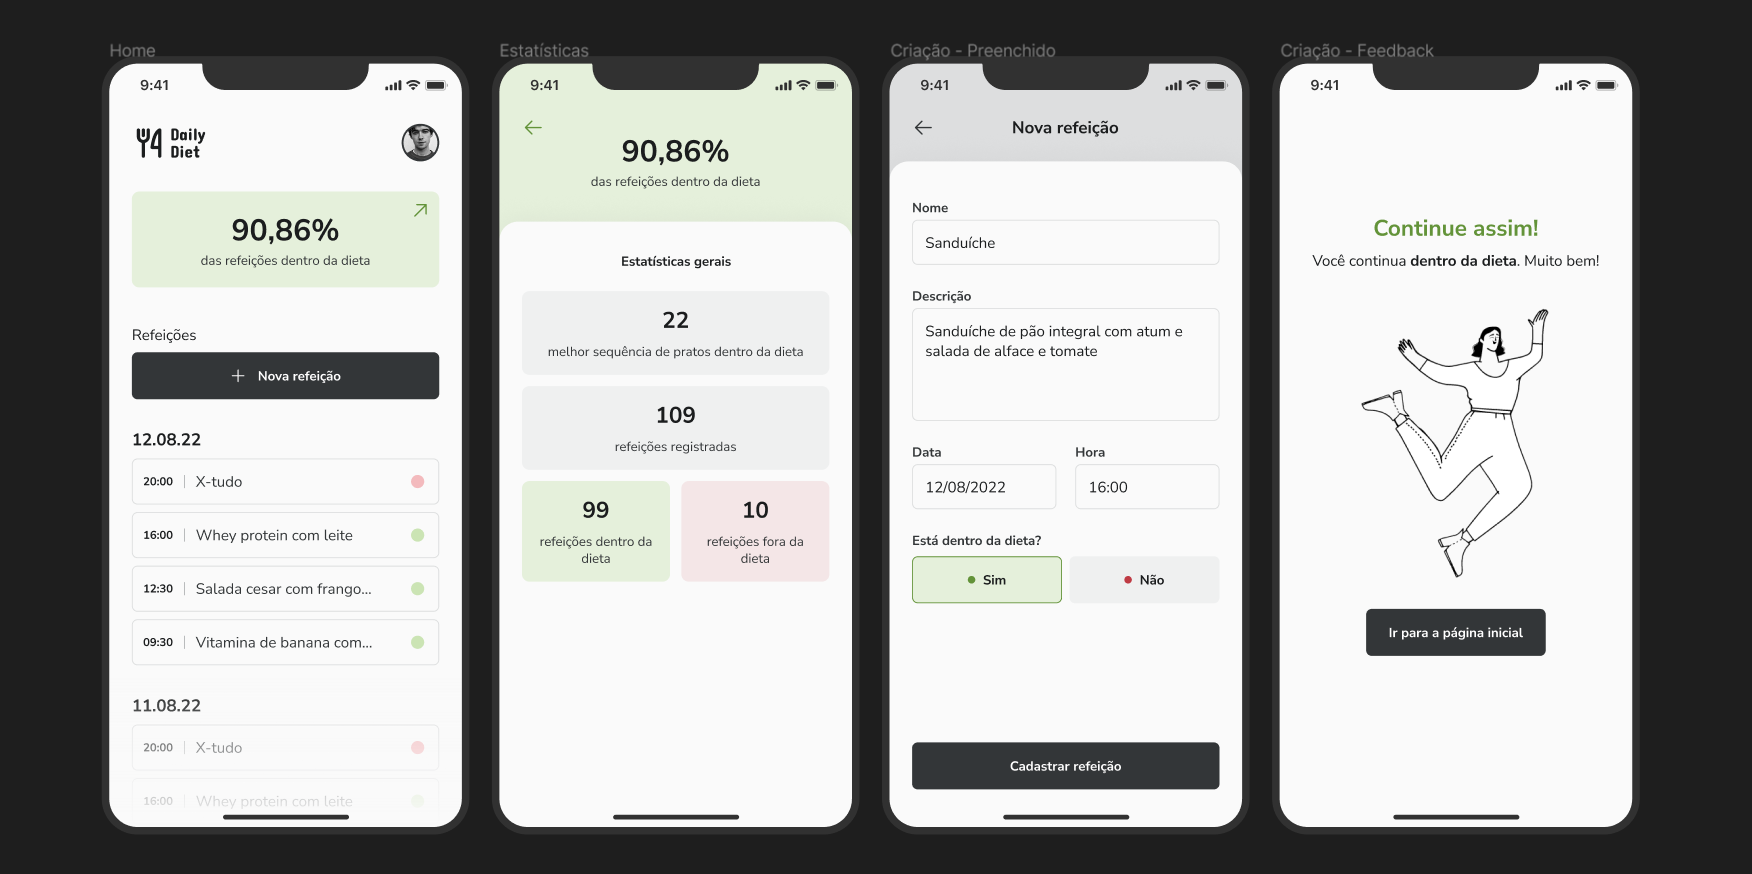 Home
9:41
Daily
Diet
90,86%
das refeições dentro da dieta
Refeições
Nova refeição
12.08.22
20:00 X-tudo
16:00 Whey protein com leite
12:30 Salada cesar com frango...
09:30 Vitamina de banana com...
11.08.22
20:00 X-tudo
16:00 Whey protein com leite
Estatísticas
9:41
90,86%
das refeições dentro da dieta
Estatísticas gerais
22
melhor sequência de pratos dentro da dieta
109
refeições registradas
99
refeições dentro da
dieta
10
refeições fora da
dieta
Criação - Preenchido
9:41
Nova refeição
Nome
Sanduíche
Descrição
Sanduíche de pão integral com atum e
salada de alface e tomate
Data
12/08/2022
Hora
16:00
Está dentro da dieta?
Sim
Não
Cadastrar refeição
Criação - Feedback
9:41
Continue assim!
Você continua dentro da dieta. Muito bem!
Ir para a página inicial